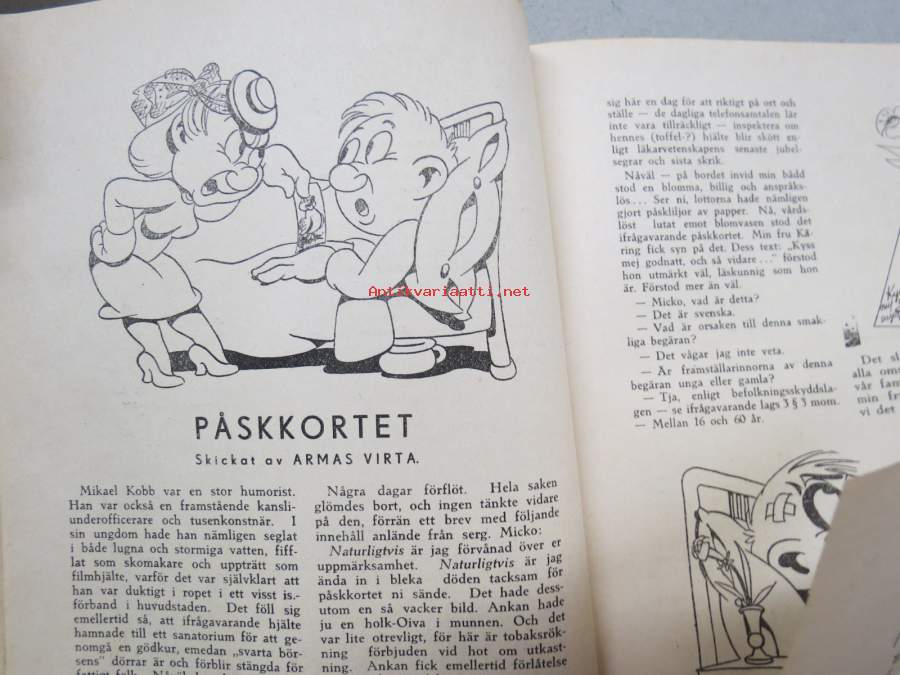 PÅSKKORTET
Skickat av ARMAS VIRTA.
Mikael Kobb var en stor humorist.
Han var också en framstående kansli-
underofficerare och tusenkonstnär. I
sin ungdom hade han nämligen seglat
i både lugna och stormiga vatten, fiff-
lat som skomakare och uppträtt som
filmhjälte, varför det var självklart att
han var duktigt i ropet i ett visst is.-
förband i huvudstaden. Det föll sig
emellertid så, att ifrågavarande hjälte
hamnade till ett sanatorium för att ge-
nomgå en gödkur, emedan „svarta bör-
sens" dörrar är och förblir stängda för
fattigt folk.
Några dagar förflöt. Hela saken
glömdes bort, och ingen tänkte vidare
på den, förrän ett brev med följande
innehåll anlände från serg. Micko:
Naturligtvis är jag förvånad över er
uppmärksamhet. Naturligtvis är jag
ända in i bleka döden tacksam för
påskkortet ni sände. Det hade dess-
utom en så vacker bild. Ankan hade
ju en holk-Oiva i munnen. Och det
var lite otrevligt, för här är tobaksrök-
ning förbjuden vid hot om utkast-
ning. Ankan fick emellertid förlåtelse
sig här en dag för att riktigt på ort och
ställe — de dagliga telefonsamtalen lär
inte vara tillräckligt — inspektera om
hennes (toffel-?) hjälte blir skött en-
ligt läkarvetenskapens senaste jubel-
segrar och sista skrik.
Nåväl — på bordet invid min bädd
stod en blomma, billig och anspråks-
lös... Ser ni, lottorna hade nämligen
gjort påskliljor av papper. Nå, vårds-
löst lutat emot blomvasen stod det
ifrågavarande påskkortet. Min fru Ka-
ring fick syn på det. Dess text: „Kyss
mej godnatt, och så vidare..." förstod
hon utmärkt väl, läskunnig som hon
är. Förstod mer än väl.
— Micko, vad är detta?
— Det är svenska.
— Vad är orsaken till denna smak-
liga begäran?
— Det vågar jag inte veta.
— Är framställarinnorna av denna
begäran unga eller gamla?
— Tja, enligt befolkningsskyddsla-
gen — se ifrågavarande lags 3 § 3 mom.
— Mellan 16 och 60 år.
Det
alla
vår
min
vi det
Antikvariaatti.net